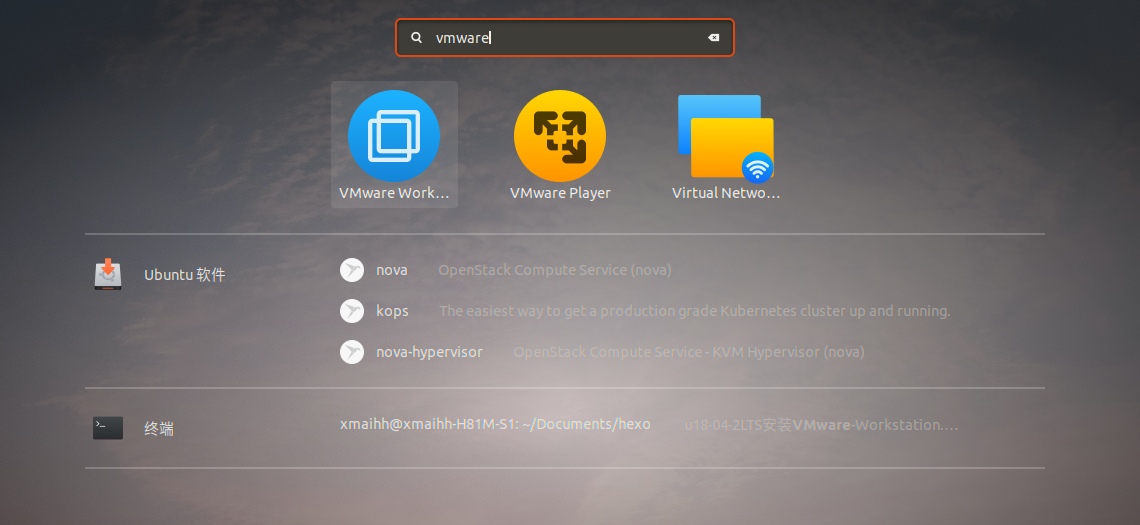 vmware
VMware Work…
VMware Player
Virtual Netwo…
Ubuntu 软件
nova OpenStack Compute Service (nova)
kops The easiest way to get a production grade Kubernetes cluster up and running.
nova-hypervisor OpenStack Compute Service - KVM Hypervisor (nova)
终端
xmaihh@xmaihh-H81M-S1: ~/Documents/hexo u18-04-2LTS安装VMware-Workstation.…